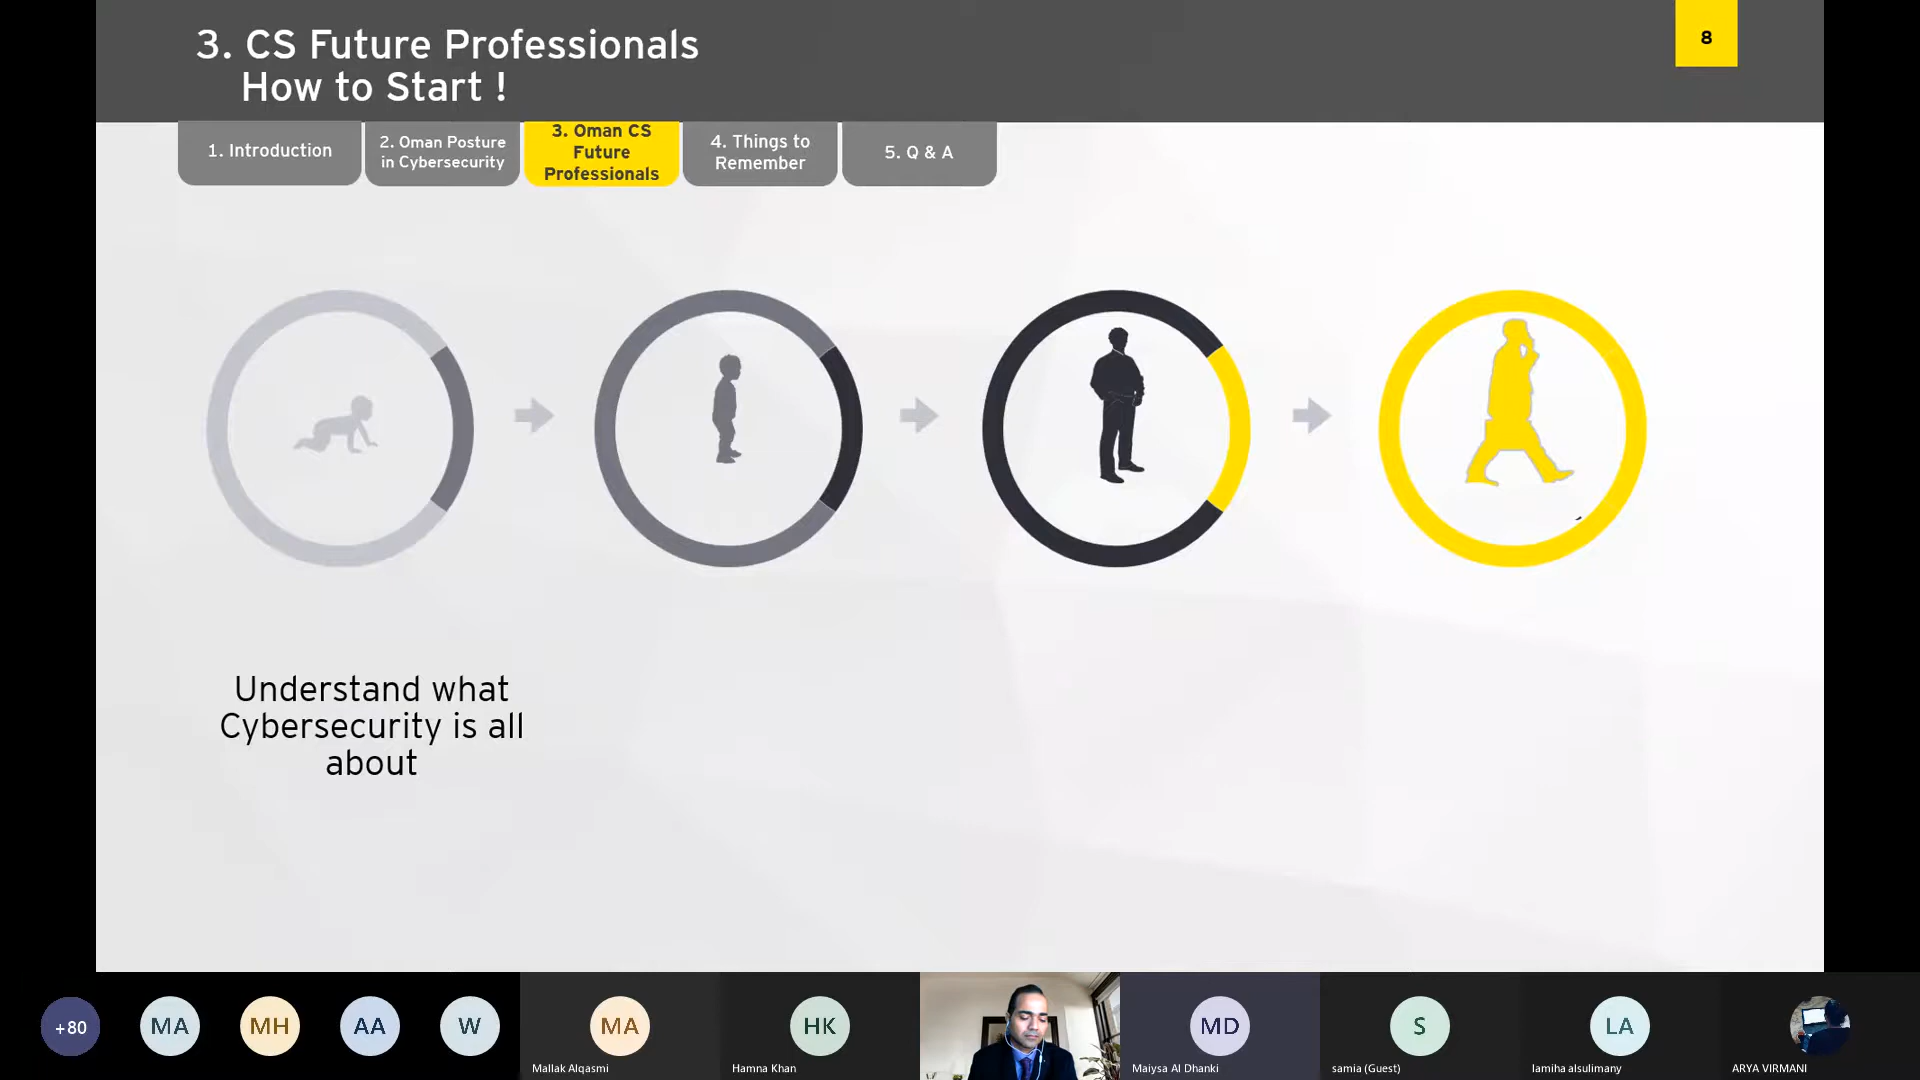 3. CS Future Professionals
How to Start !
8
1. Introduction
2. Oman Posture
in Cybersecurity
3. Oman CS
Future
Professionals
4. Things to
Remember
5. Q & A
Understand what
Cybersecurity is all
about
+80
MA
MH
AA
W
MA
HK
MD
S
LA
Mallak Alqasmi
Hamna Khan
Maiysa Al Dhanki
samia (Guest)
lamiha alsulimany
ARYA VIRMANI